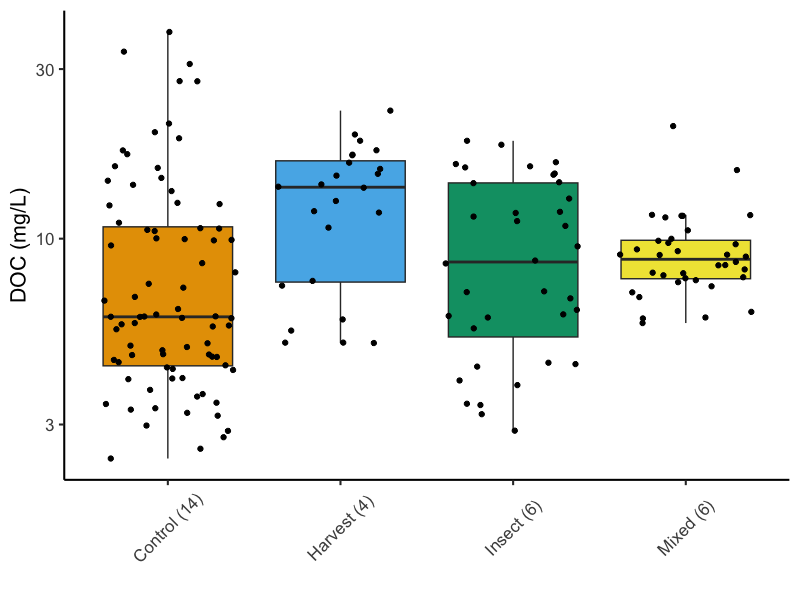 DOC (mg/L)
30
10
3
Control (14)
Harvest (4)
Insect (6)
Mixed (6)